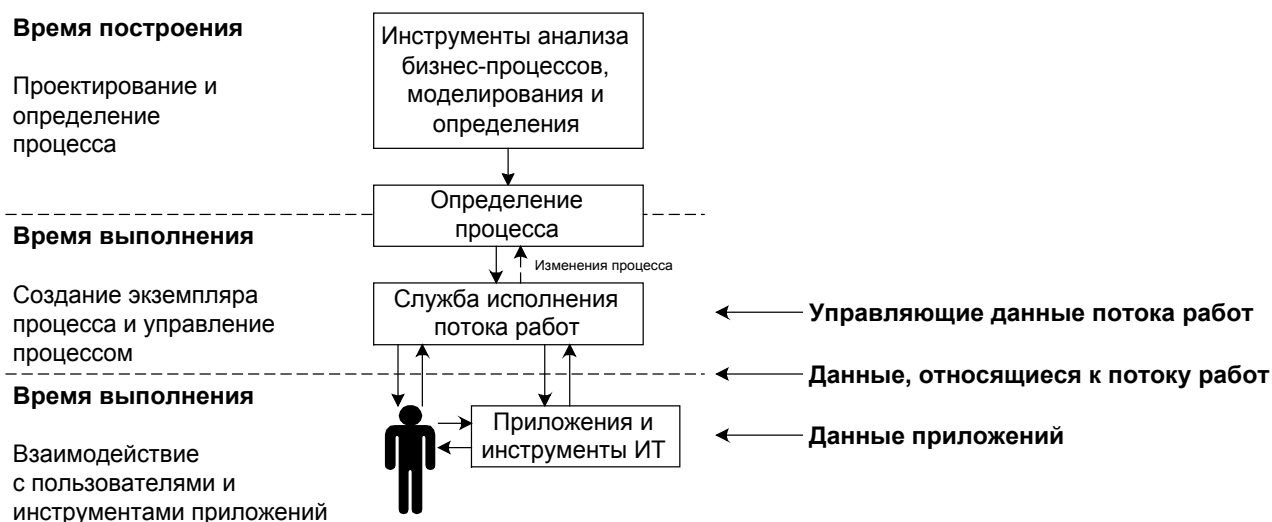 Время построения
Проектирование и
определение
процесса
Инструменты анализа
бизнес-процессов,
моделирования и
определения
Определение
процесса
Время выполнения
Создание экземпляра
процесса и управление
процессом
Изменения процесса
Служба исполнения
потока работ
Управляющие данные потока работ
Данные, относящиеся к потоку работ
Время выполнения
Взаимодействие
с пользователями и
инструментами приложений
Приложения и
инструменты ИТ
Данные приложений